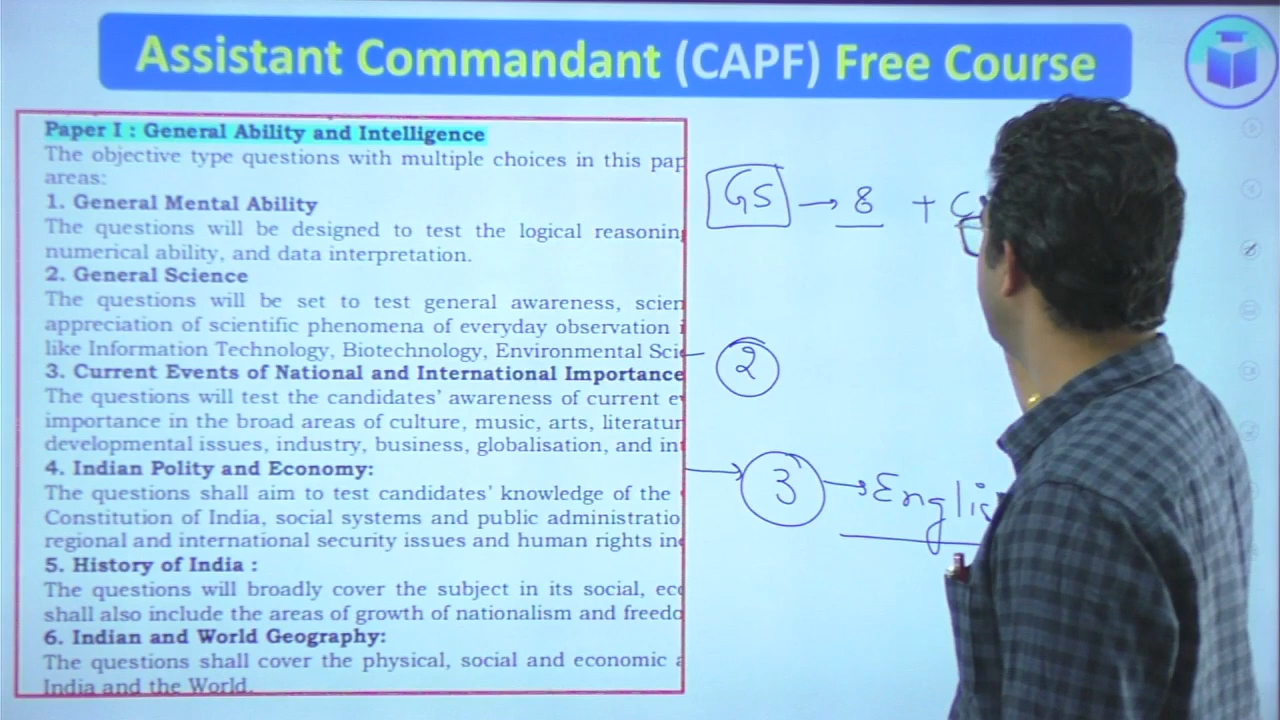 Assistant Commandant (CAPF) Free Course
Paper I : General Ability and Intelligence
The objective type questions with multiple choices in this pap
areas:
1. General Mental Ability
The questions will be designed to test the logical reasoning
numerical ability, and data interpretation.
2. General Science
The questions will be set to test general awareness, scien
appreciation of scientific phenomena of everyday observation i
like Information Technology, Biotechnology, Environmental Sci
3. Current Events of National and International Importance
The questions will test the candidates' awareness of current ev
importance in the broad areas of culture, music, arts, literatur
developmental issues, industry, business, globalisation, and in
4. Indian Polity and Economy:
The questions shall aim to test candidates' knowledge of the
Constitution of India, social systems and public administratio
regional and international security issues and human rights in
5. History of India :
The questions will broadly cover the subject in its social, eco
shall also include the areas of growth of nationalism and freedo
6. Indian and World Geography:
The questions shall cover the physical, social and economic a
India and the World.
GS → 8 + C
2
3 → Englis